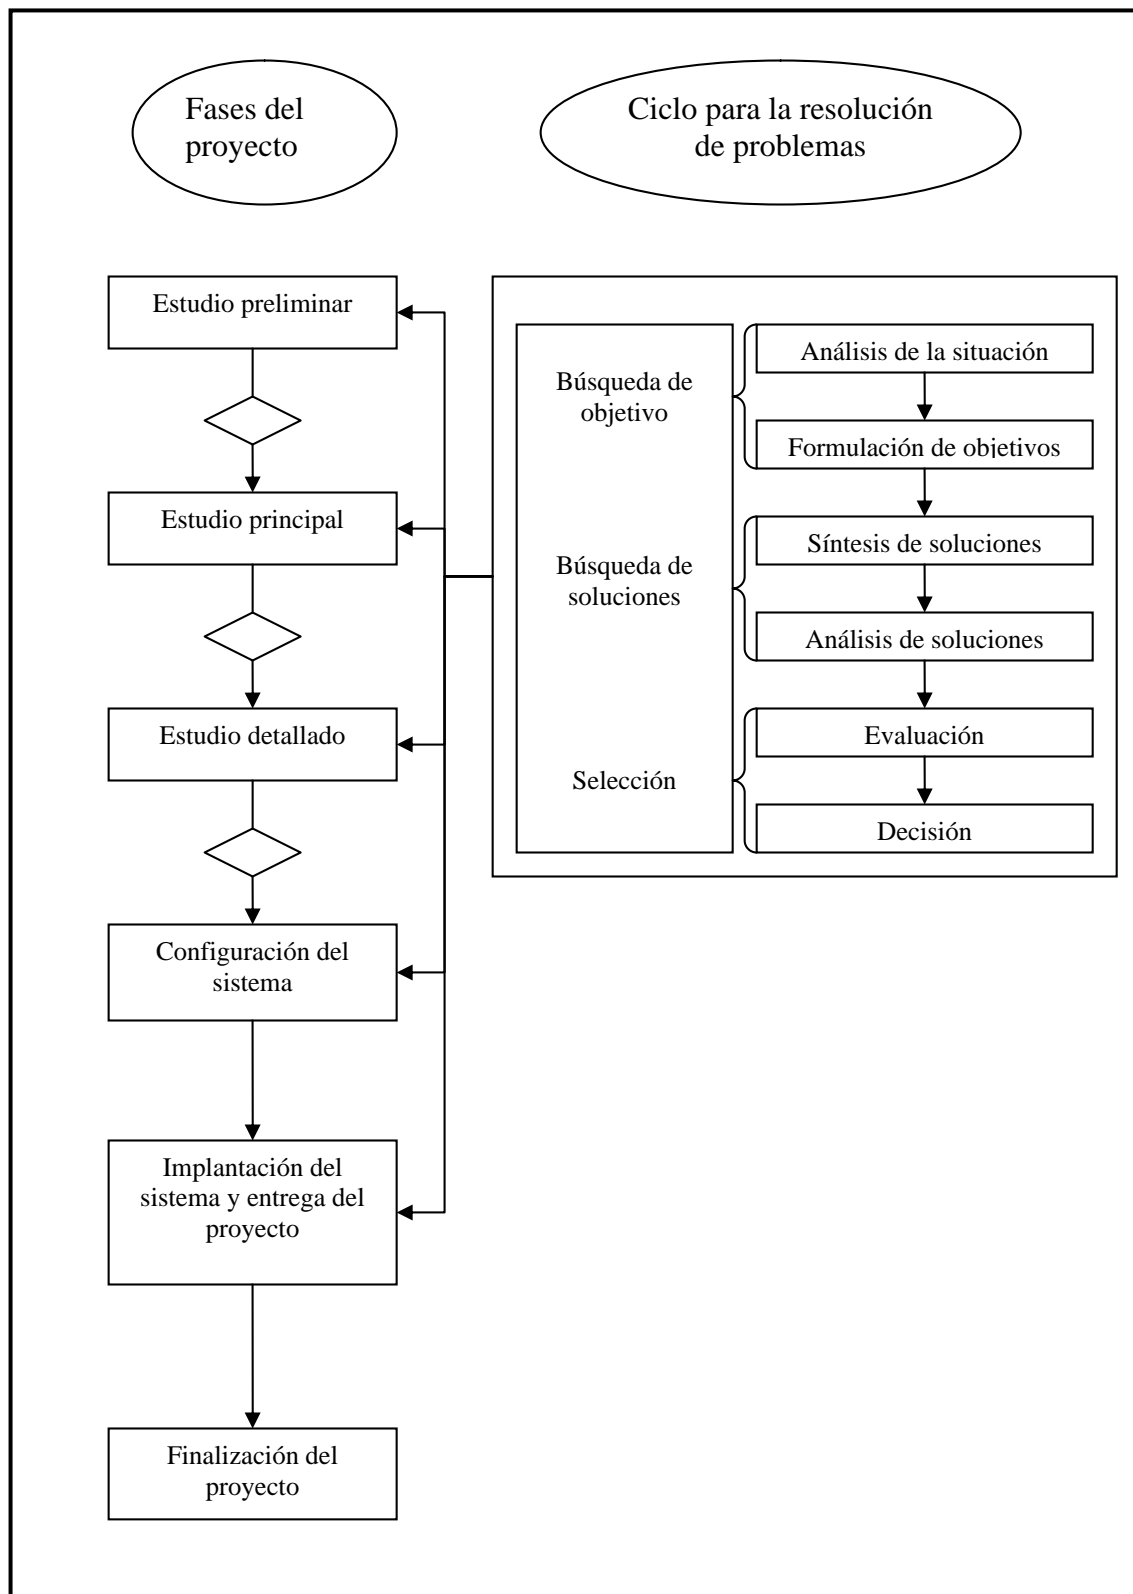 Fases del
proyecto
Ciclo para la resolución
de problemas
Estudio preliminar
Estudio principal
Estudio detallado
Configuración del
sistema
Implantación del
sistema y entrega del
proyecto
Finalización del
proyecto
Búsqueda de
objetivo
Búsqueda de
soluciones
Selección
Análisis de la situación
Formulación de objetivos
Síntesis de soluciones
Análisis de soluciones
Evaluación
Decisión